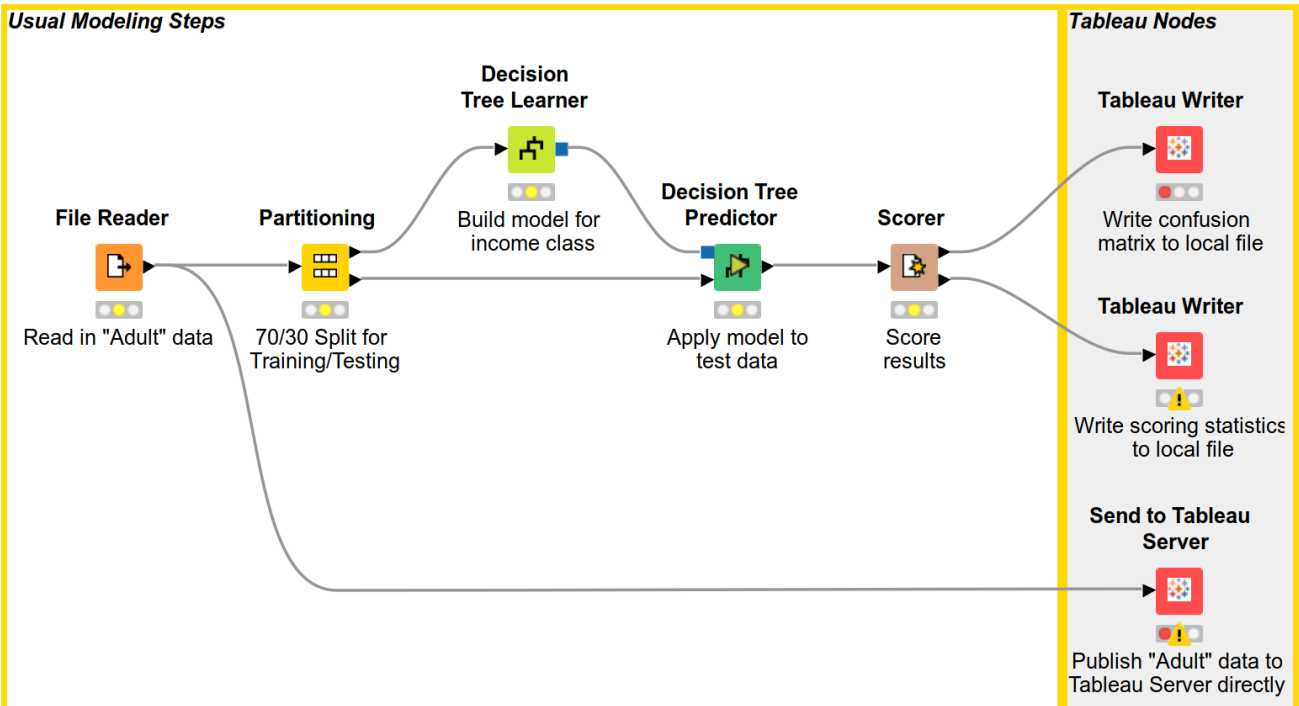 Usual Modeling Steps
Tableau Nodes
Decision
Tree Learner
Build model for
income class
File Reader
Read in "Adult" data
Partitioning
70/30 Split for
Training/Testing
Decision Tree
Predictor
Apply model to
test data
Scorer
Score
results
Tableau Writer
Write confusion
matrix to local file
Tableau Writer
!
Write scoring statistics
to local file
Send to Tableau
Server
!
Publish "Adult" data to
Tableau Server directly